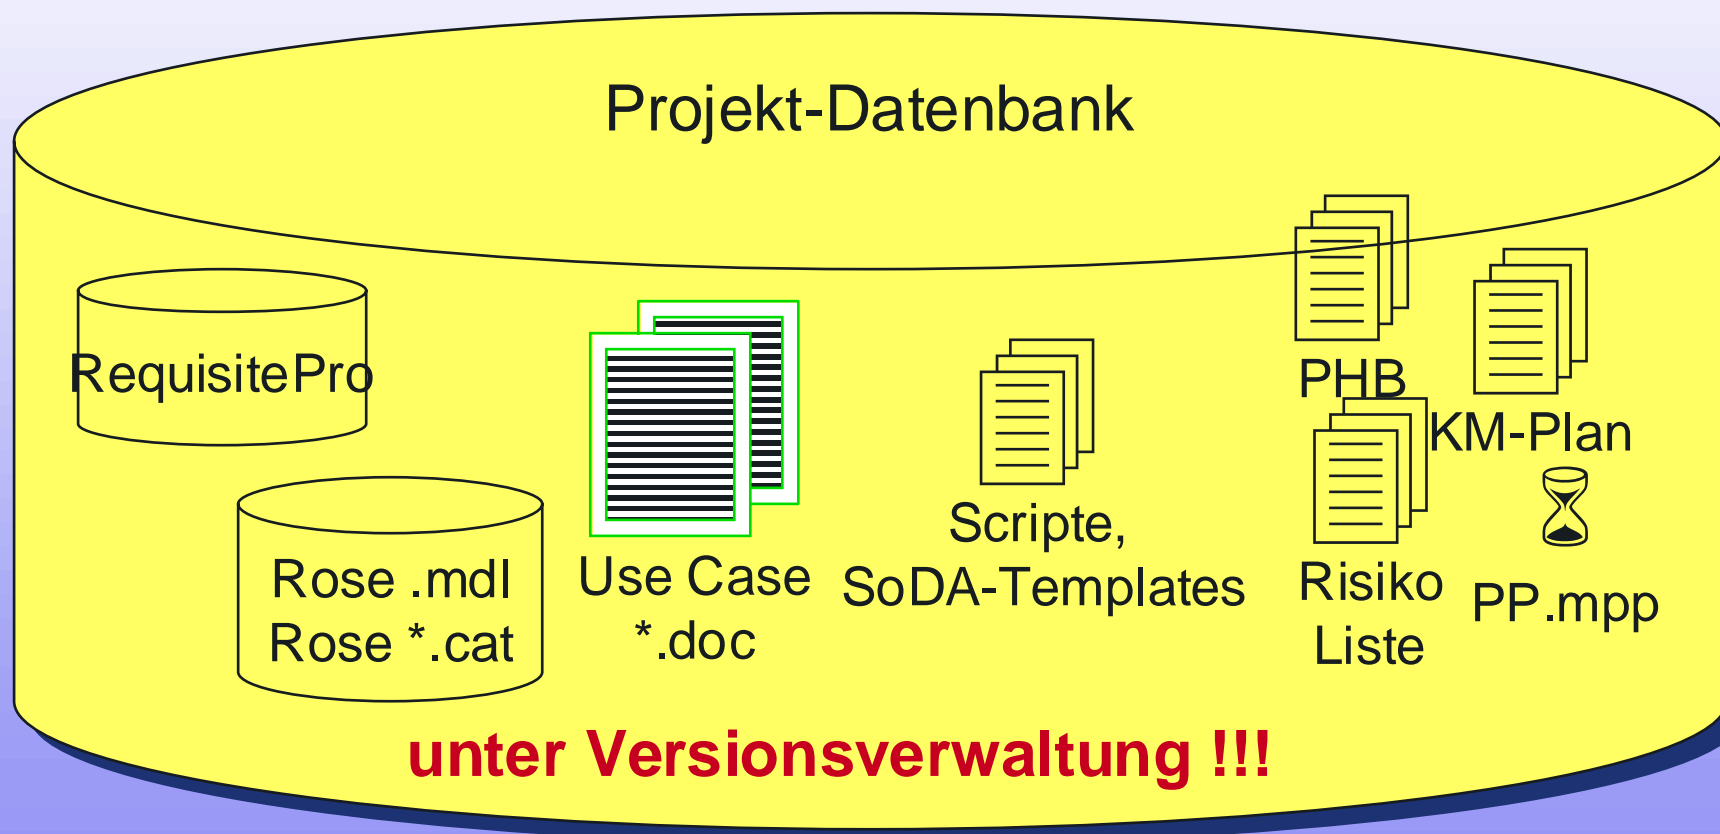 Projekt-Datenbank
RequisitePro
Rose .mdl
Rose *.cat
Use Case
*.doc
Scripte,
SoDA-Templates
PHB
KM-Plan
Risiko
Liste
PP.mpp
unter Versionsverwaltung !!!